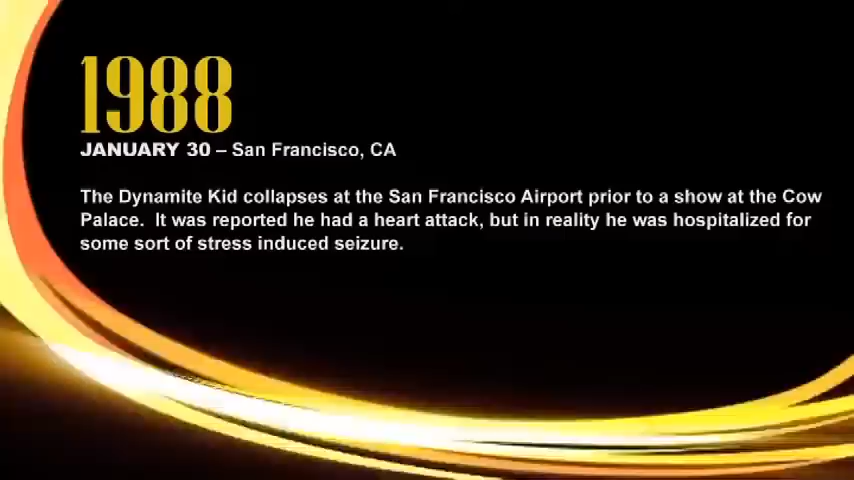 1988
JANUARY 30 – San Francisco, CA
The Dynamite Kid collapses at the San Francisco Airport prior to a show at the Cow
Palace.  It was reported he had a heart attack, but in reality he was hospitalized for
some sort of stress induced seizure.